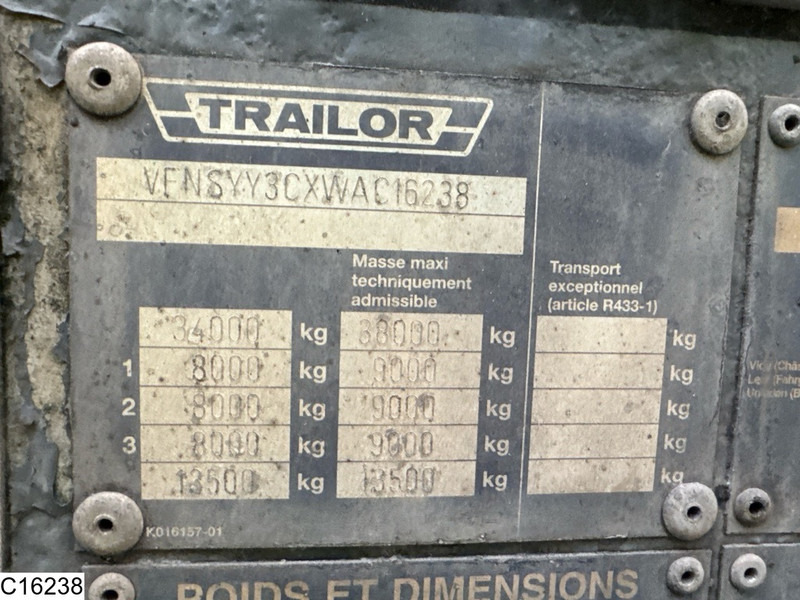 TRAILOR
VFNSYY3CXWAC16238
Masse maxi
techniquement
admissible
Transport
exceptionnel
(article R433-1)
34000 kg 38000 kg kg
1 8000 kg 9000 kg kg
2 8000 kg 9000 kg kg
3 8000 kg 9000 kg kg
13500 kg 13500 kg kg
K016157-01
POIDS ET DIMENSIONS
C16238